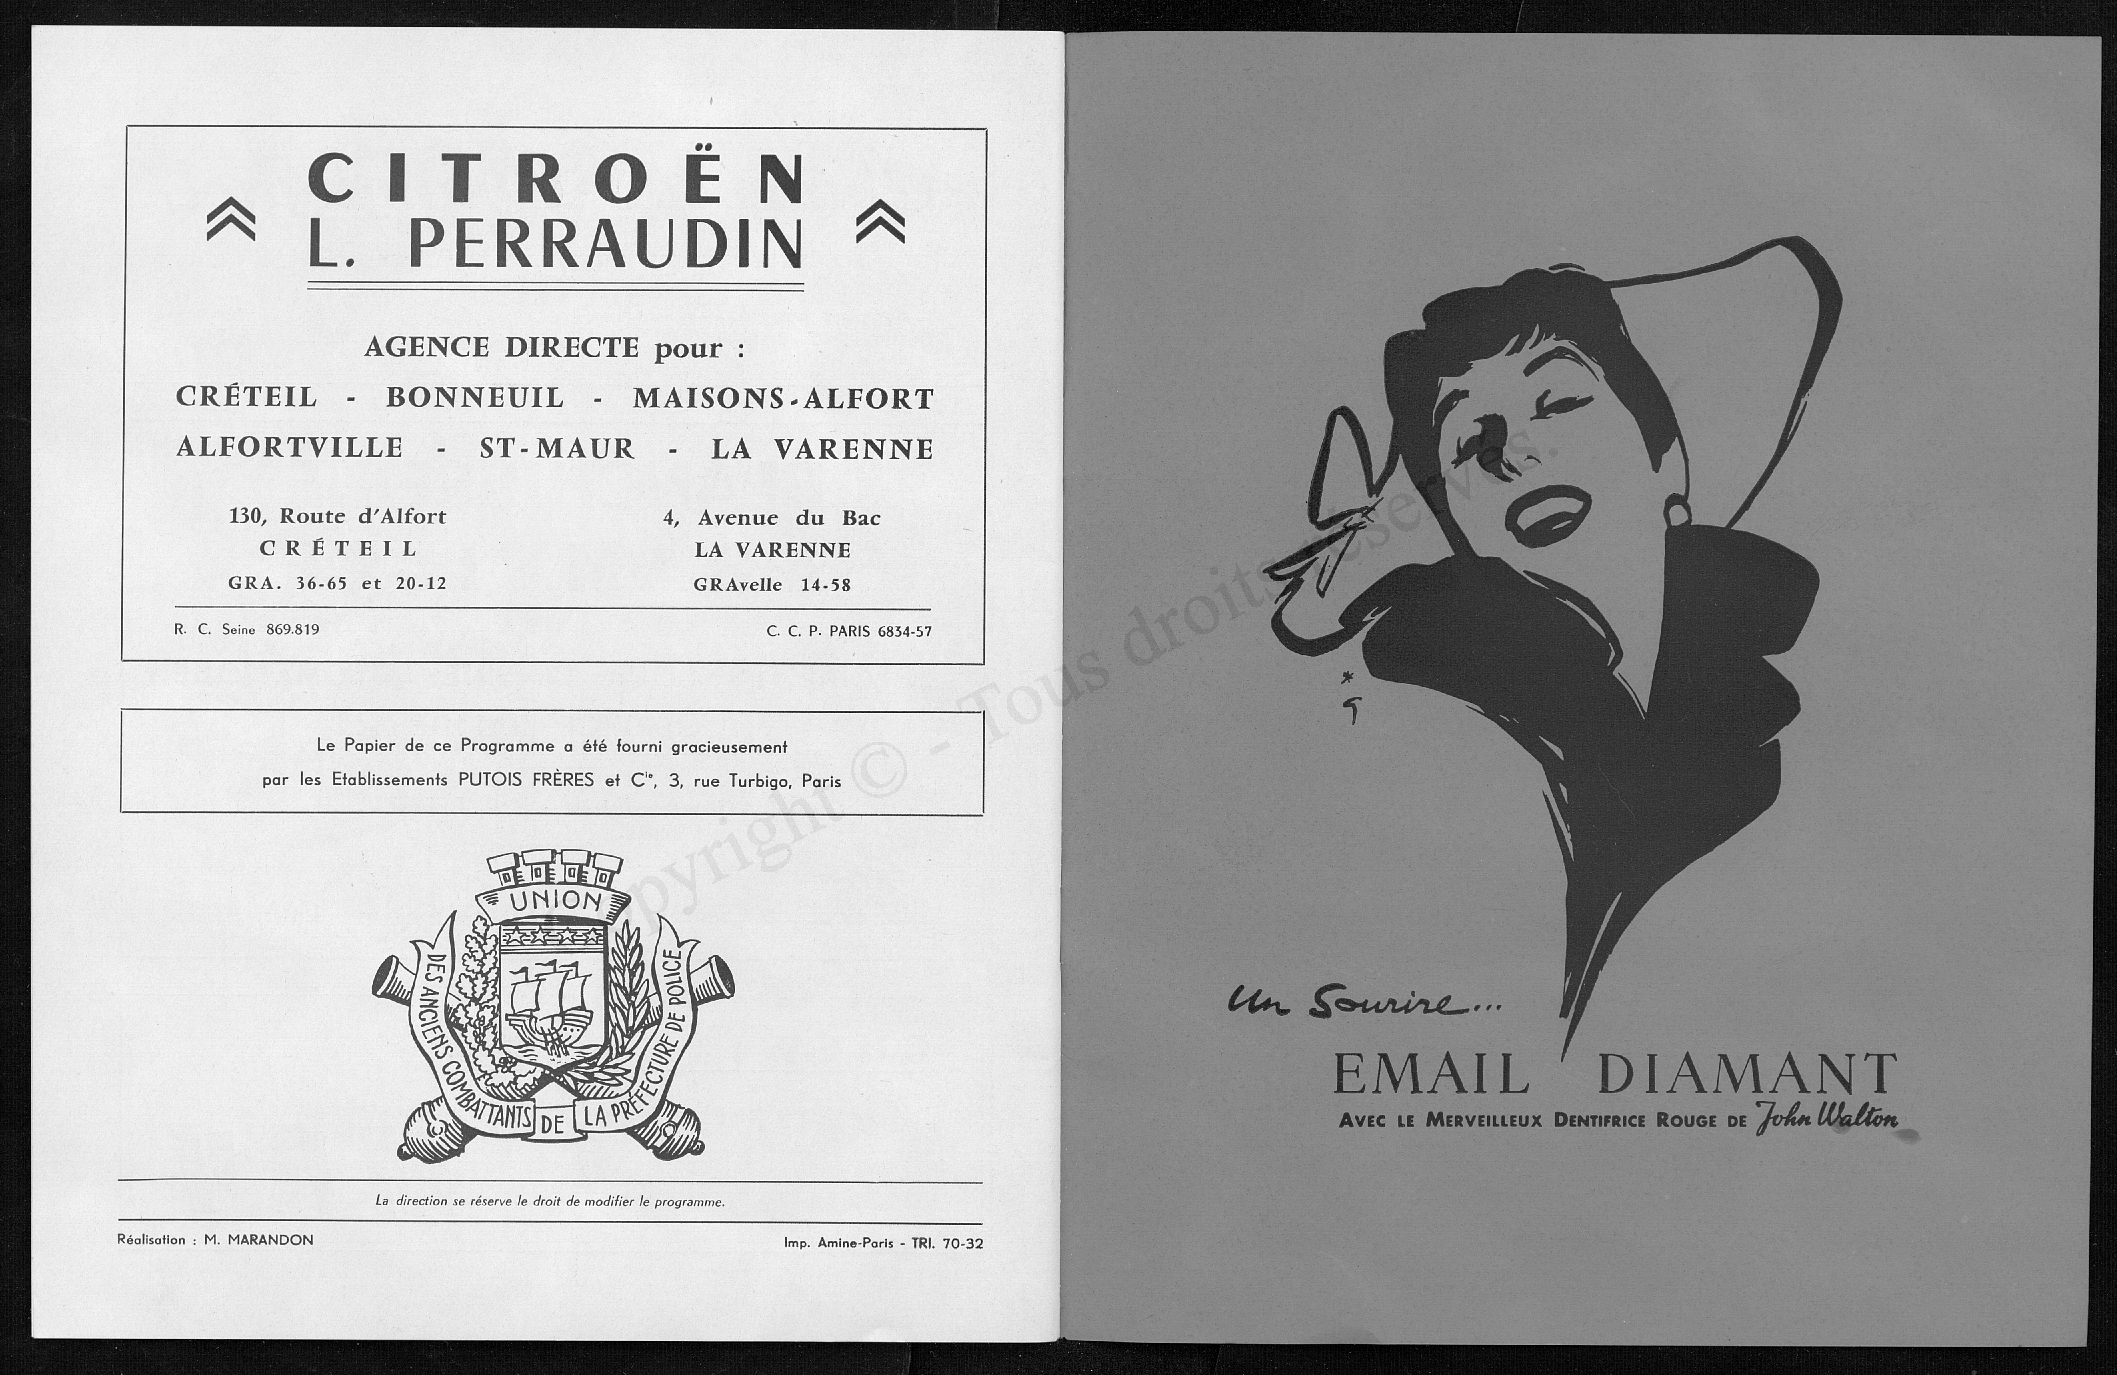 CITROËN
L. PERRAUDIN
AGENCE DIRECTE pour :
CRÉTEIL - BONNEUIL - MAISONS-ALFORT
ALFORTVILLE - ST-MAUR - LA VARENNE
130, Route d'Alfort
CRÉTEIL
GRA. 36-65 et 20-12
4, Avenue du Bac
LA VARENNE
GRAvelle 14-58
R. C. Seine 869.819
C. C. P. PARIS 6834-57
Le Papier de ce Programme a été fourni gracieusement
par les Etablissements PUTOIS FRÈRES et Cie, 3, rue Turbigo, Paris
UNION
DES ANCIENS COMBATTANTS DE LA PRÉFECTURE DE POLICE
La direction se réserve le droit de modifier le programme.
Réalisation : M. MARANDON
Imp. Amine-Paris - TRI. 70-32
Un Sourire...
EMAIL DIAMANT
AVEC LE MERVEILLEUX DENTIFRICE ROUGE DE John Walton
Copyright © - Tous droits réservés.